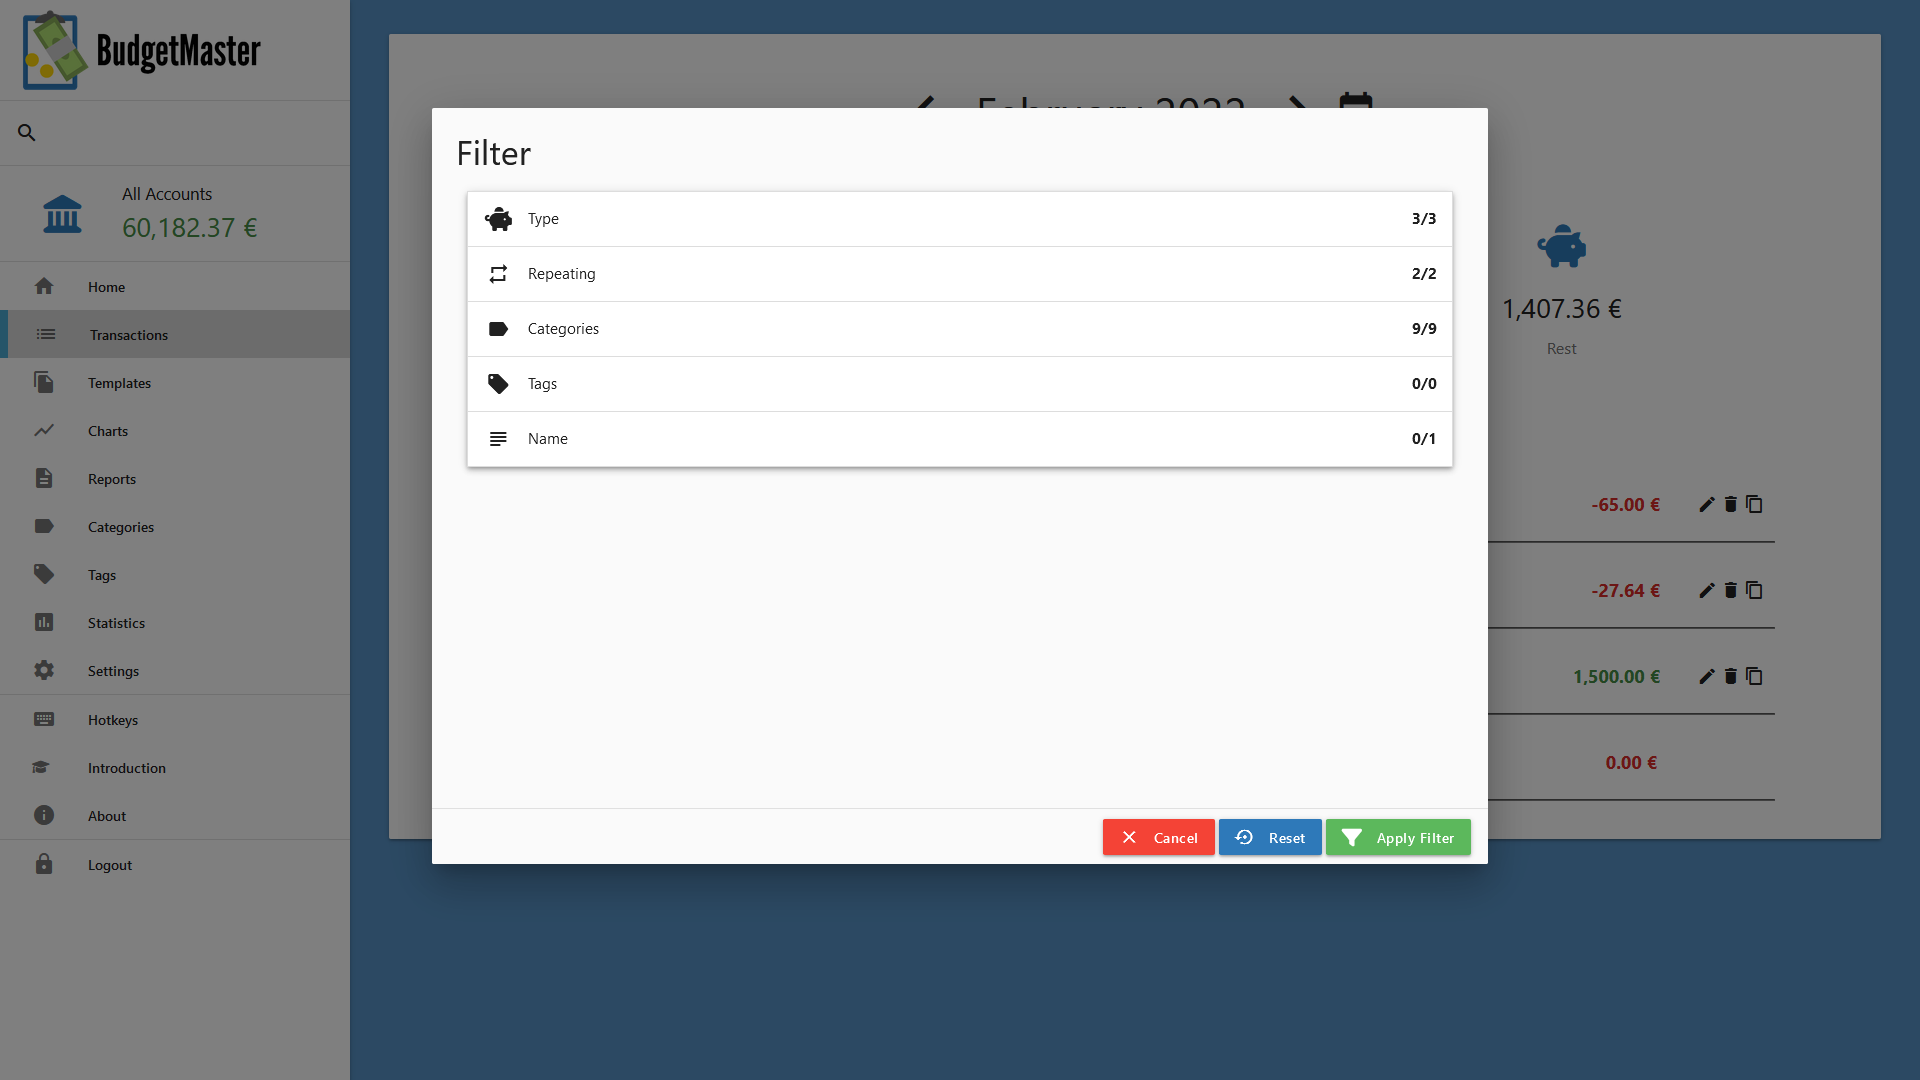 BudgetMaster
All Accounts
60,182.37 €
Home
Transactions
Templates
Charts
Reports
Categories
Tags
Statistics
Settings
Hotkeys
Introduction
About
Logout
Filter
Type 3/3
Repeating 2/2
Categories 9/9
Tags 0/0
Name 0/1
Cancel Reset Apply Filter
1,407.36 €
Rest
-65.00 €
-27.64 €
1,500.00 €
0.00 €